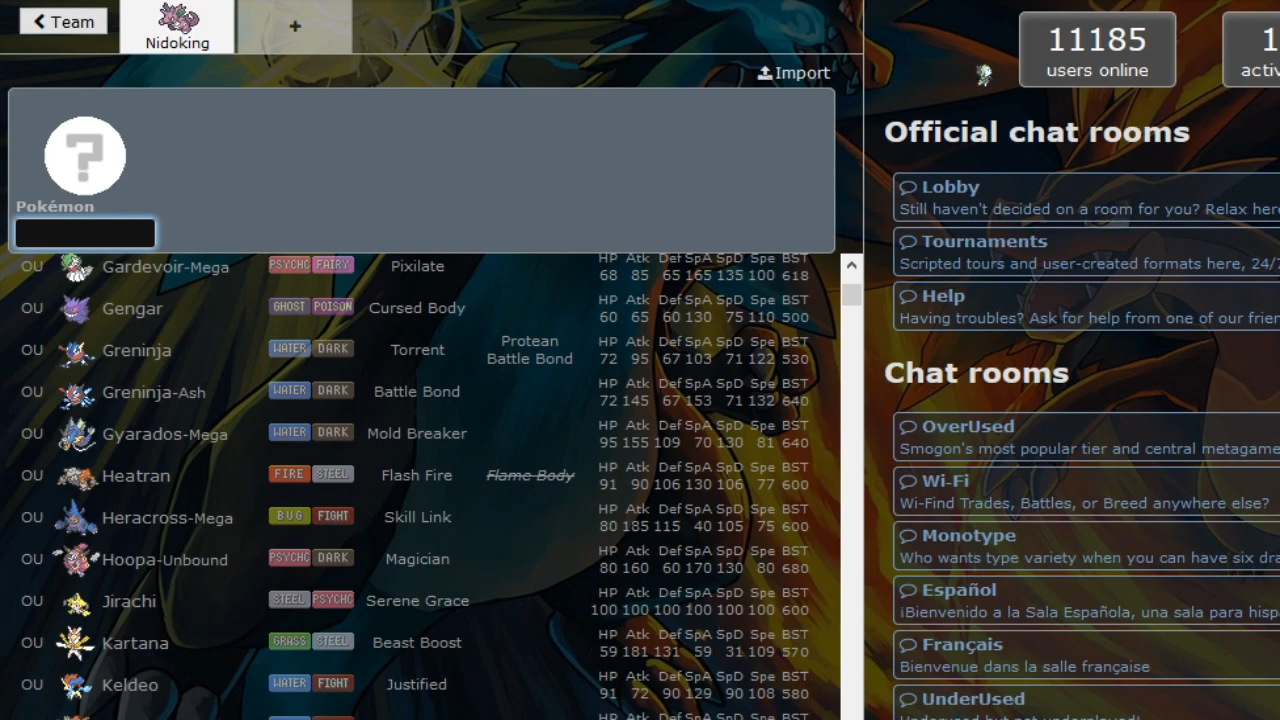 Team
Nidoking
+
Import
?
Pokémon
OU Gardevoir-Mega PSYCHC FAIRY Pixilate HP Atk Def SpA SpD Spe BST
68 85 65 165 135 100 618
OU Gengar GHOST POISON Cursed Body HP Atk Def SpA SpD Spe BST
60 65 60 130 75 110 500
OU Greninja WATER DARK Torrent Protean Battle Bond HP Atk Def SpA SpD Spe BST
72 95 67 103 71 122 530
OU Greninja-Ash WATER DARK Battle Bond HP Atk Def SpA SpD Spe BST
72 145 67 153 71 132 640
OU Gyarados-Mega WATER DARK Mold Breaker HP Atk Def SpA SpD Spe BST
95 155 109 70 130 81 640
OU Heatran FIRE STEEL Flash Fire Flame Body HP Atk Def SpA SpD Spe BST
91 90 106 130 106 77 600
OU Heracross-Mega BUG FIGHT Skill Link HP Atk Def SpA SpD Spe BST
80 185 115 40 105 75 600
OU Hoopa-Unbound PSYCHC DARK Magician HP Atk Def SpA SpD Spe BST
80 160 60 170 130 80 680
OU Jirachi STEEL PSYCHC Serene Grace HP Atk Def SpA SpD Spe BST
100 100 100 100 100 100 600
OU Kartana GRASS STEEL Beast Boost HP Atk Def SpA SpD Spe BST
59 181 131 59 31 109 570
OU Keldeo WATER FIGHT Justified HP Atk Def SpA SpD Spe BST
91 72 90 129 90 108 580
HP Atk Def SpA SpD Spe BST
11185
users online
1
activ
Official chat rooms
Lobby
Still haven't decided on a room for you? Relax here
Tournaments
Scripted tours and user-created formats here, 24/7
Help
Having troubles? Ask for help from one of our frien
Chat rooms
OverUsed
Smogon's most popular tier and central metagame
Wi-Fi
Wi-Find Trades, Battles, or Breed anywhere else?
Monotype
Who wants type variety when you can have six dra
Español
¡Bienvenido a la Sala Española, una sala para hisp
Français
Bienvenue dans la salle française
UnderUsed
Underused but not underplayed!